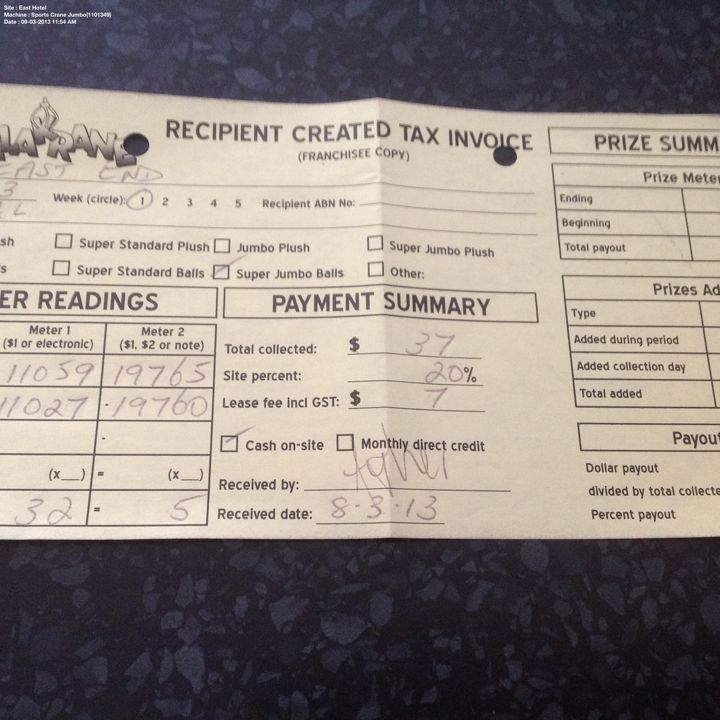 Site : East Hotel
Machine : Sports Crane Jumbo(1101349)
Date : 09-03-2013 11:54 AM
RECIPIENT CREATED TAX INVOICE
(FRANCHISEE COPY)
EAST END
3 Week (circle): 1 2 3 4 5 Recipient ABN No:
sh Super Standard Plush Jumbo Plush Super Jumbo Plush
s Super Standard Balls Super Jumbo Balls Other:
ER READINGS
Meter 1 Meter 2
($1 or electronic) ($1, $2 or note)
11059 19765
11027 - 19760
-
(x__) = (x__)
32 = 5
PAYMENT SUMMARY
Total collected: $ 37
Site percent: 20%
Lease fee incl GST: $ 7
Cash on-site Monthly direct credit
Received by:
Received date: 8-3-13
PRIZE SUMM
Prize Meter
Ending
Beginning
Total payout
Prizes Ad
Type
Added during period
Added collection day
Total added
Payou
Dollar payout
divided by total collecte
Percent payout